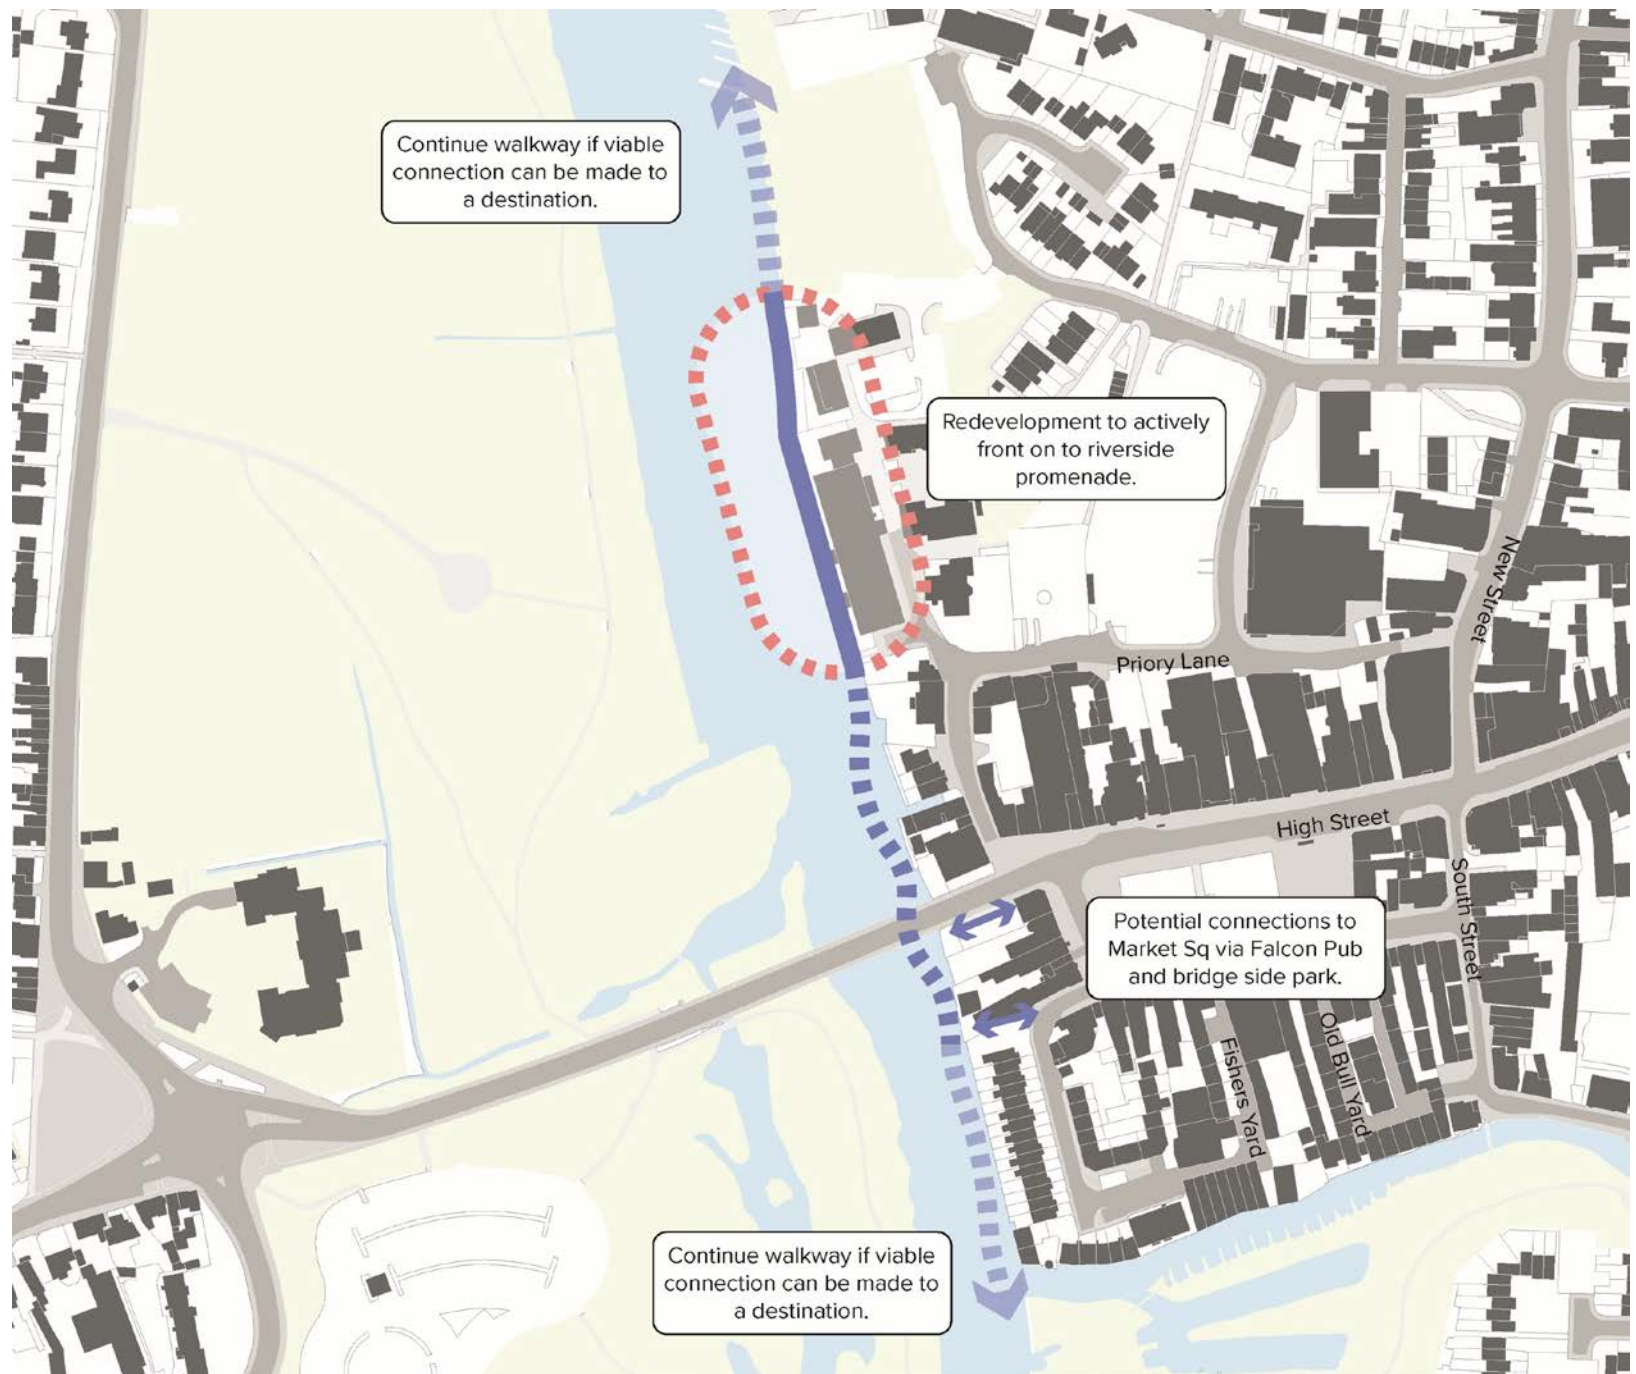 Continue walkway if viable
connection can be made to
a destination.
Redevelopment to actively
front on to riverside
promenade.
New Street
Priory Lane
High Street
South Street
Potential connections to
Market Sq via Falcon Pub
and bridge side park.
Old Bull Yard
Fishers Yard
Continue walkway if viable
connection can be made to
a destination.